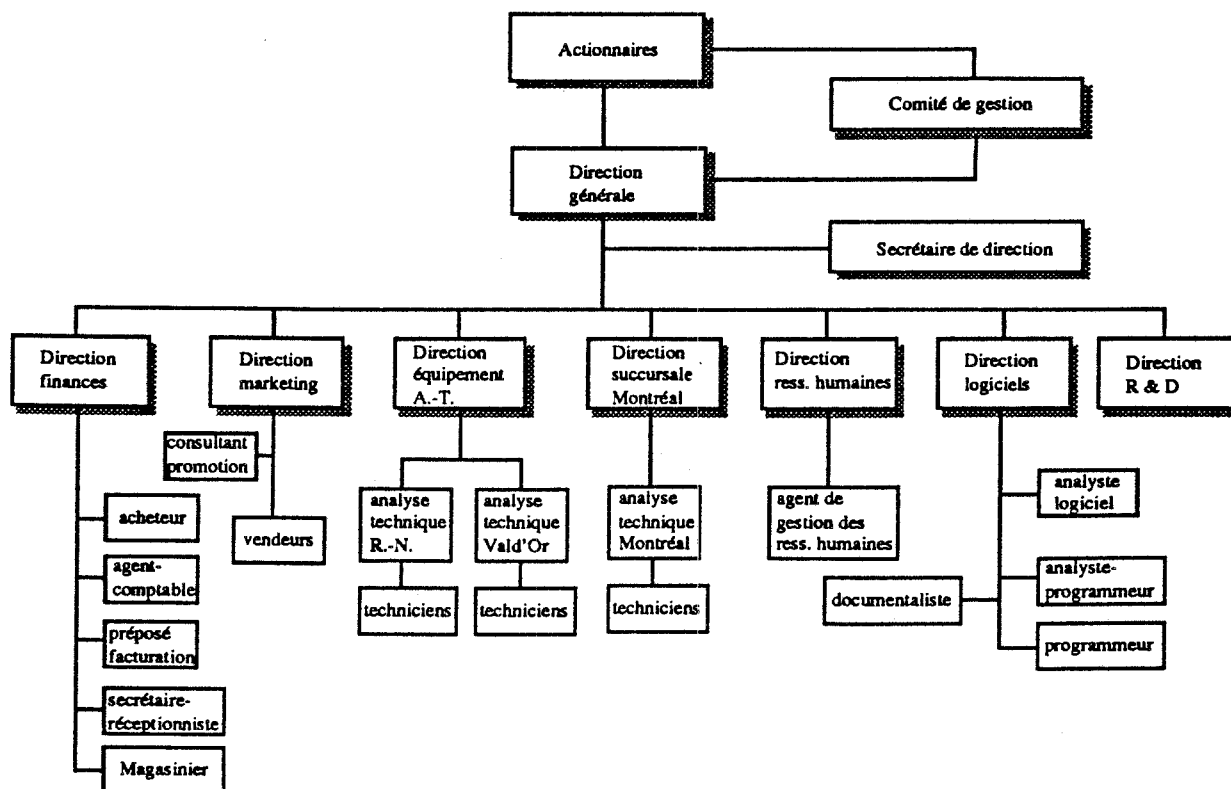 Actionnaires
Comité de gestion
Direction
générale
Secrétaire de direction
Direction
finances
Direction
marketing
Direction
équipement
A.-T.
Direction
succursale
Montréal
Direction
ress. humaines
Direction
logiciels
Direction
R & D
consultant
promotion
vendeurs
acheteur
agent-
comptable
préposé
facturation
secrétaire-
réceptionniste
Magasinier
analyse
technique
R.-N.
techniciens
analyse
technique
Vald'Or
techniciens
analyse
technique
Montréal
techniciens
agent de
gestion des
ress. humaines
analyste
logiciel
analyste-
programmeur
documentaliste
programmeur